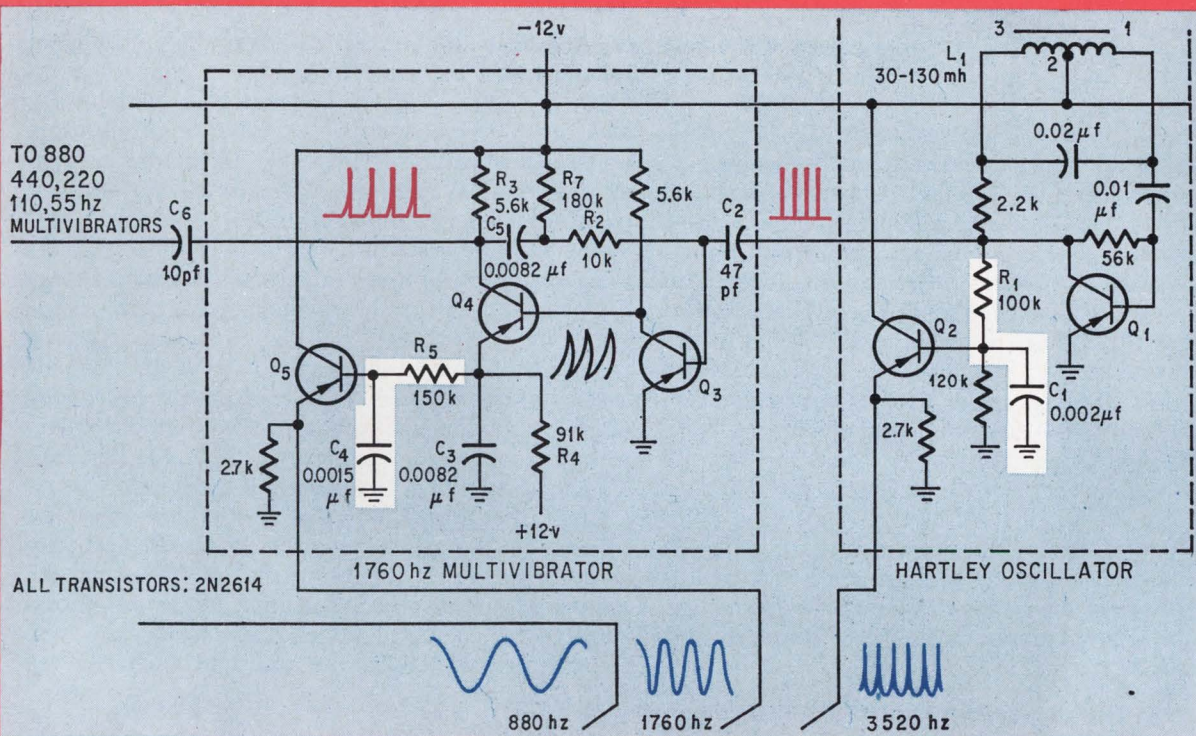 -12v
3
1
L1
30-130mh
2
0.02µf
TO 880
440,220
110,55 hz
MULTIVIBRATORS
C6
10pf
R3
5.6k
R7
180k
5.6k
C5
0.0082 µf
R2
10k
C2
47
pf
2.2k
0.01
µf
56k
R1
100k
Q1
Q4
Q2
Q5
R5
150k
Q3
120k
C1
0.002µf
2.7k
C4
0.0015
µf
C3
0.0082
µf
91k
R4
2.7k
+12v
1760hz MULTIVIBRATOR
HARTLEY OSCILLATOR
ALL TRANSISTORS: 2N2614
880 hz
1760 hz
3520 hz